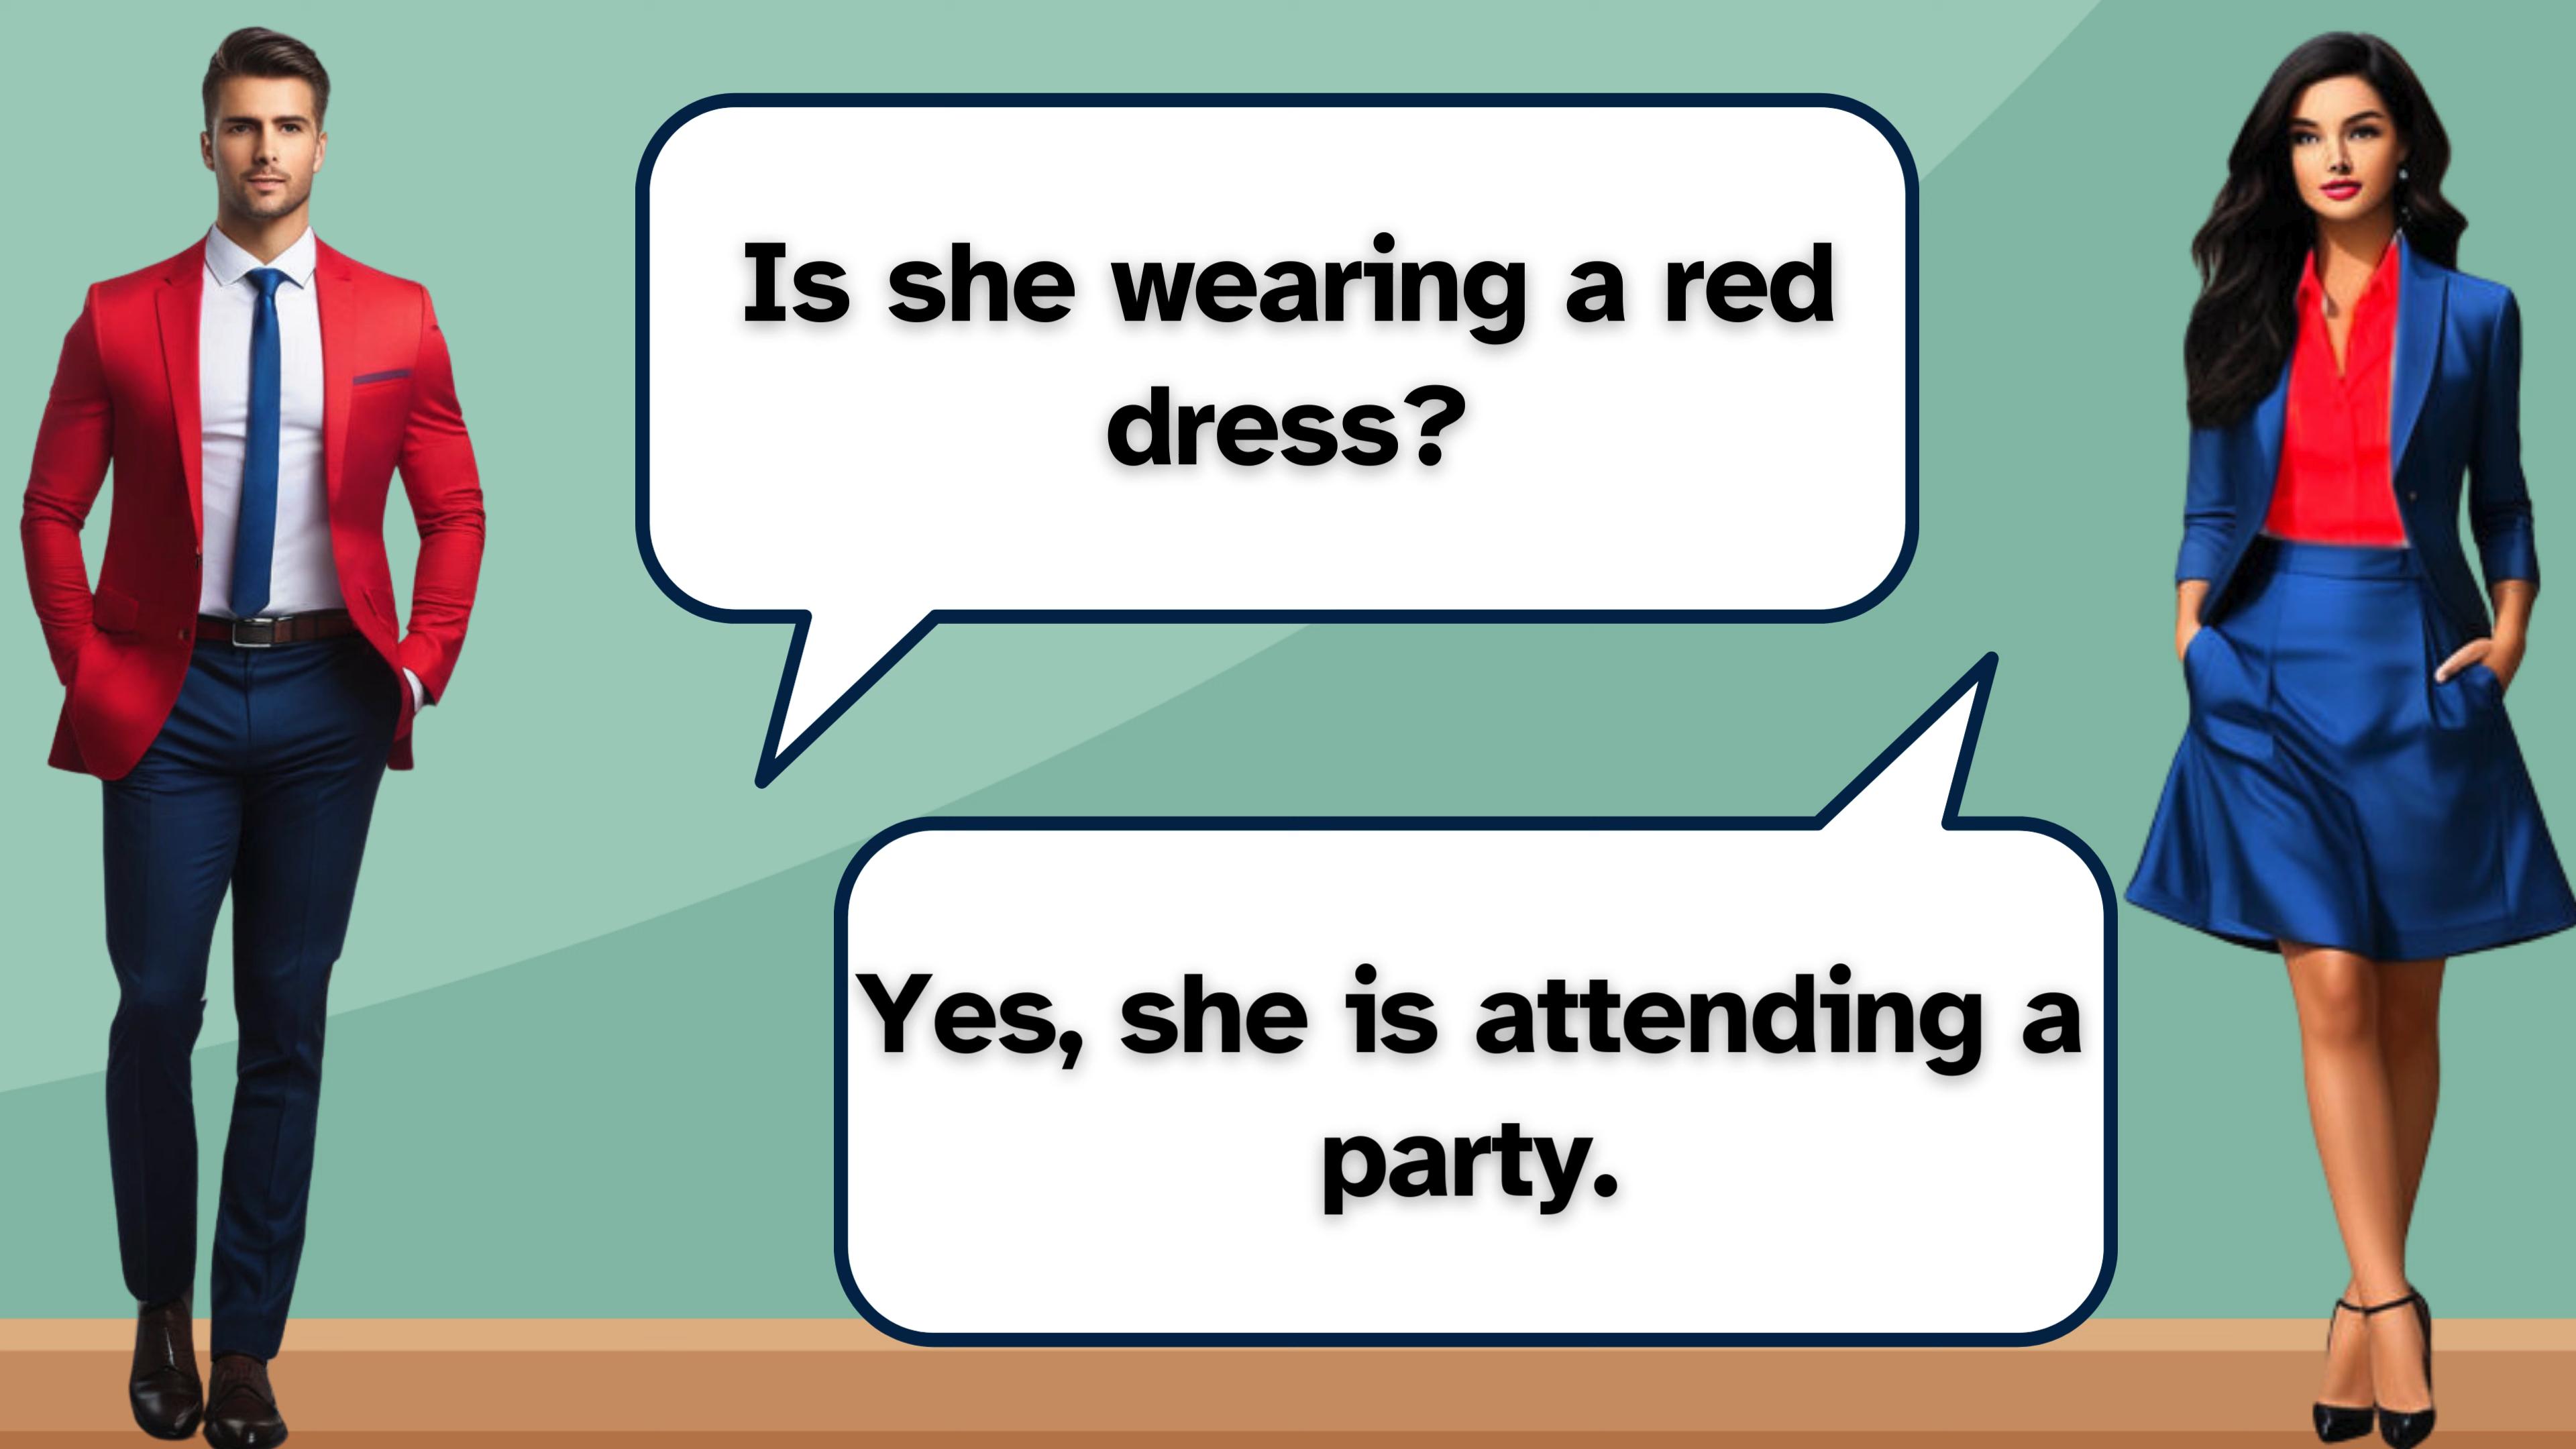 Is she wearing a red
dress?
Yes, she is attending a
party.